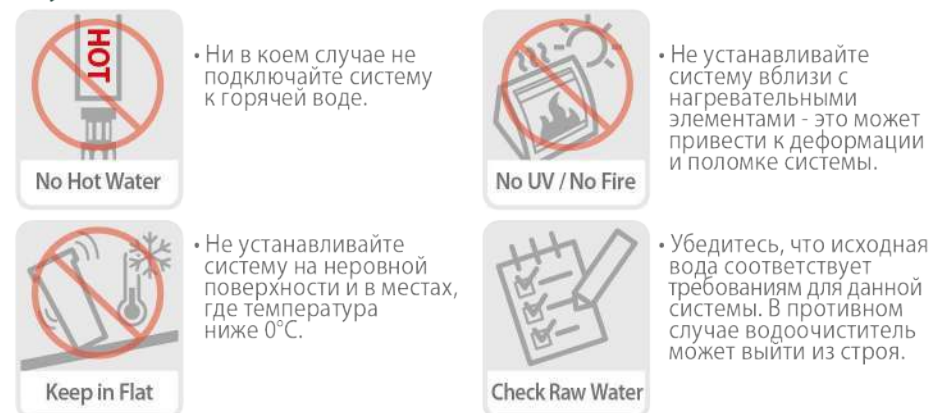 HOT
No Hot Water
• Ни в коем случае не
подключайте систему
к горячей воде.
No UV / No Fire
• Не устанавливайте
систему вблизи с
нагревательными
элементами - это может
привести к деформации
и поломке системы.
Keep in Flat
• Не устанавливайте
систему на неровной
поверхности и в местах,
где температура
ниже 0°C.
Check Raw Water
• Убедитесь, что исходная
вода соответствует
требованиям для данной
системы. В противном
случае водоочиститель
может выйти из строя.